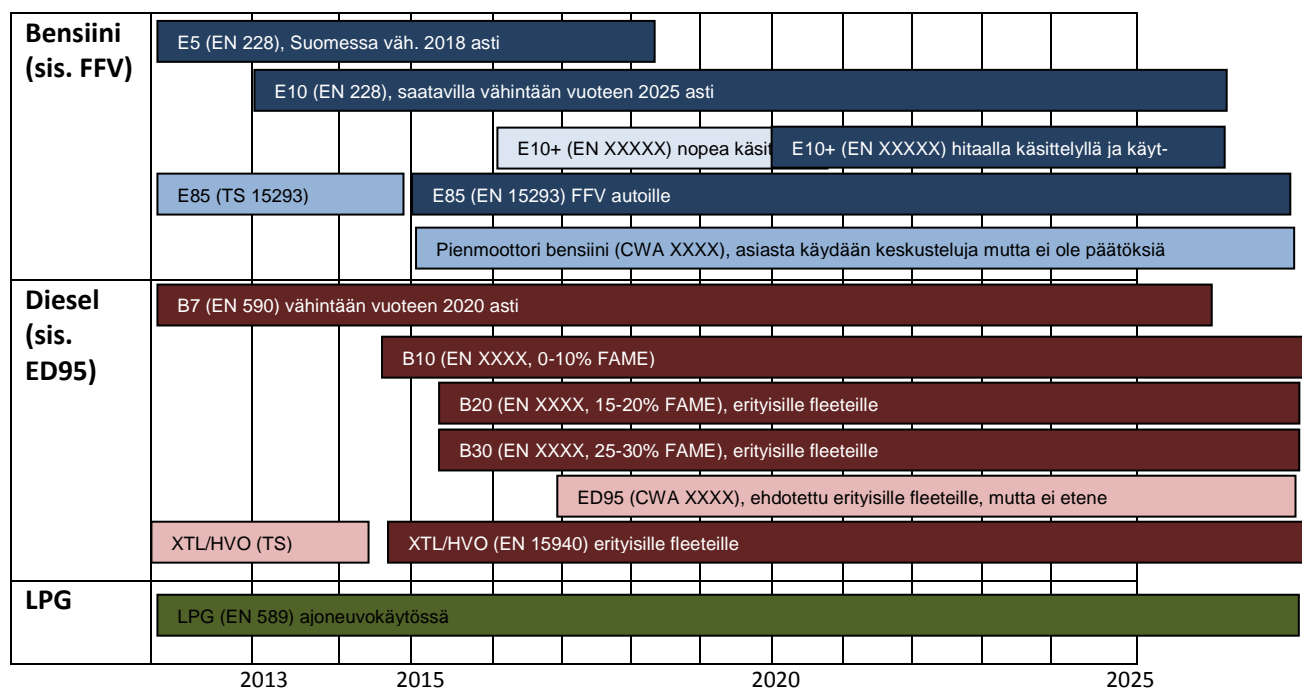 Bensiini
(sis. FFV)
E5 (EN 228), Suomessa väh. 2018 asti
E10 (EN 228), saatavilla vähintään vuoteen 2025 asti
E10+ (EN XXXXX) nopea käsit
E10+ (EN XXXXX) hitaalla käsittelyllä ja käyt-
E85 (TS 15293)
E85 (EN 15293) FFV autoille
Pienmoottori bensiini (CWA XXXX), asiasta käydään keskusteluja mutta ei ole päätöksiä
Diesel
(sis.
ED95)
B7 (EN 590) vähintään vuoteen 2020 asti
B10 (EN XXXX, 0-10% FAME)
B20 (EN XXXX, 15-20% FAME), erityisille fleeteille
B30 (EN XXXX, 25-30% FAME), erityisille fleeteille
ED95 (CWA XXXX), ehdotettu erityisille fleeteille, mutta ei etene
XTL/HVO (TS)
XTL/HVO (EN 15940) erityisille fleeteille
LPG
LPG (EN 589) ajoneuvokäytössä
2013
2015
2020
2025